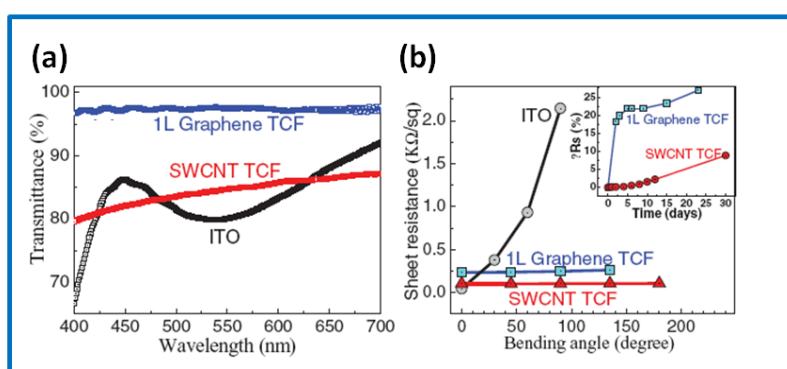 (a)
100
90
80
70
Transmittance (%)
1L Graphene TCF
SWCNT TCF
ITO
400 450 500 550 600 650 700
Wavelength (nm)
(b)
2.0
1.5
1.0
0.5
0.0
Sheet resistance (KΩ/sq)
ITO
1L Graphene TCF
SWCNT TCF
0 50 100 150 200
Bending angle (degree)
25
20
15
10
5
0
?Rs (%)
1L Graphene TCF
SWCNT TCF
0 5 10 15 20 25 30
Time (days)